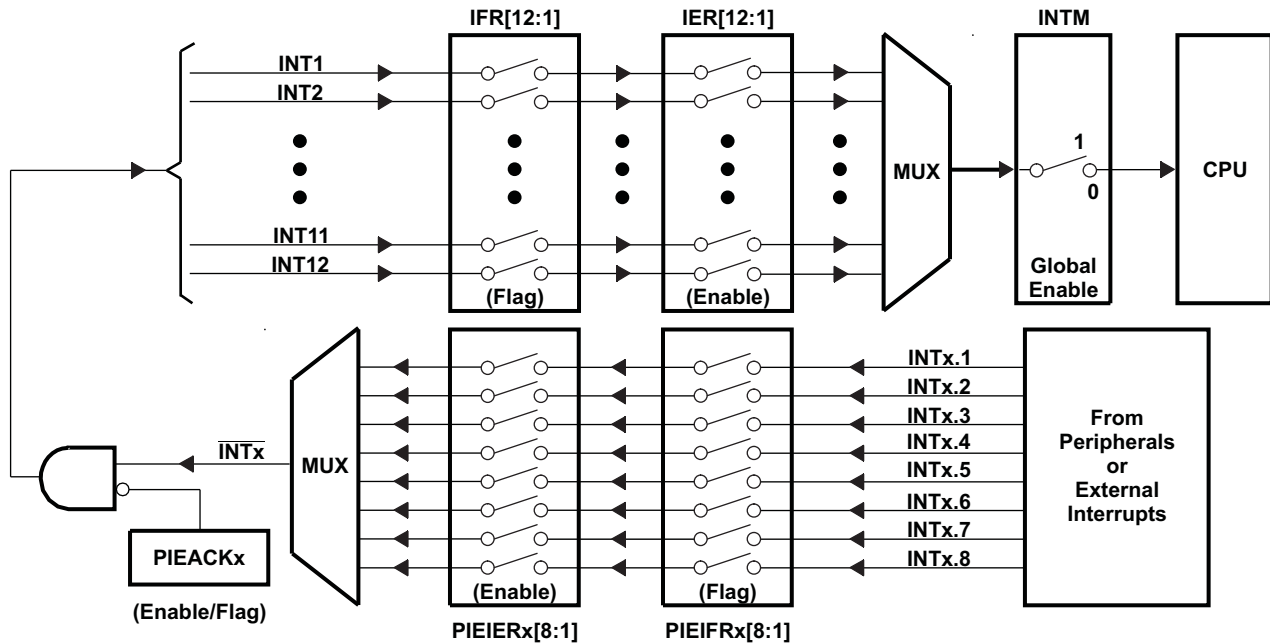 IFR[12:1]
IER[12:1]
INTM
INT1
INT2
INT11
INT12
(Flag)
(Enable)
MUX
1
0
Global
Enable
CPU
INTx
MUX
PIEACKx
(Enable/Flag)
(Enable)
PIEIERx[8:1]
(Flag)
PIEIFRx[8:1]
INTx.1
INTx.2
INTx.3
INTx.4
INTx.5
INTx.6
INTx.7
INTx.8
From
Peripherals
or
External
Interrupts